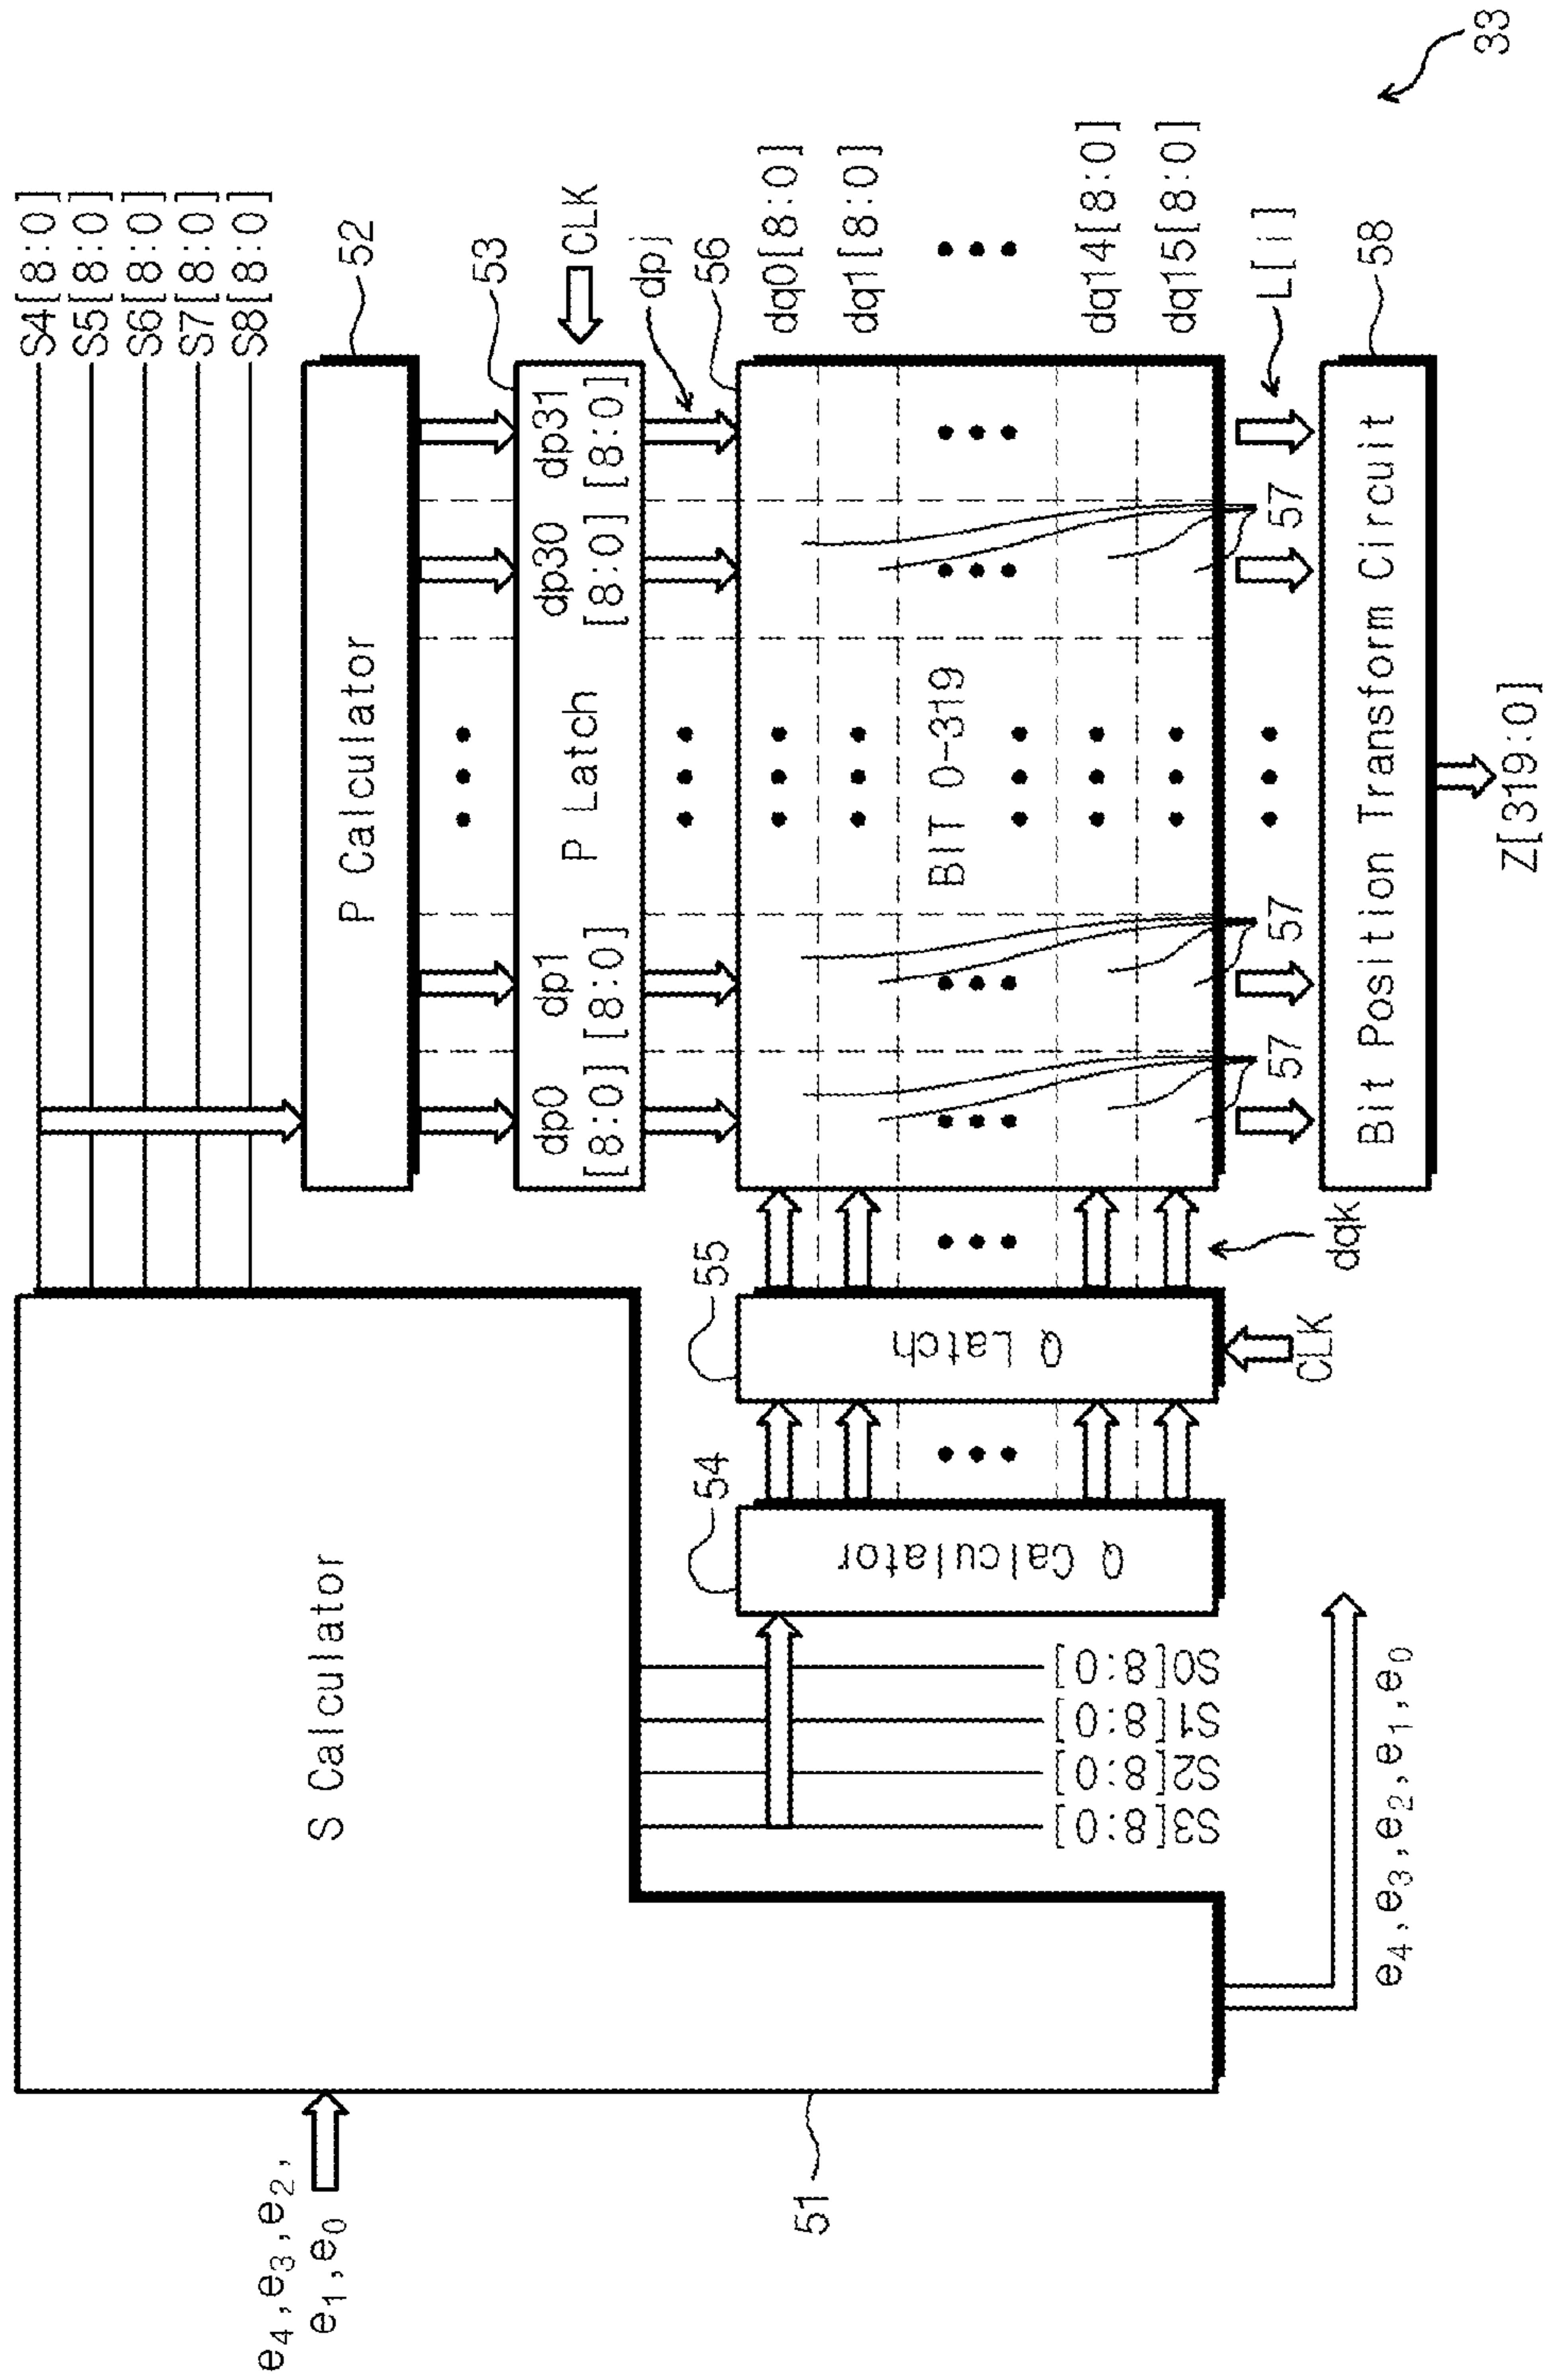 S4[8:0]
S5[8:0]
S6[8:0]
S7[8:0]
S8[8:0]
e4,e3,e2,
e1,e0
S Calculator
51
P Calculator
52
dp0
[8:0]
dp1
[8:0]
P Latch
dp30
[8:0]
dp31
[8:0]
53
CLK
dpj
56
S3[8:0]
S2[8:0]
S1[8:0]
S0[8:0]
Q Calculator
54
Q Latch
55
CLK
dqk
BIT 0-319
dq0[8:0]
dq1[8:0]
dq14[8:0]
dq15[8:0]
57
57
57
L[i]
e4,e3,e2,e1,e0
Bit Position Transform Circuit
58
Z[319:0]
33